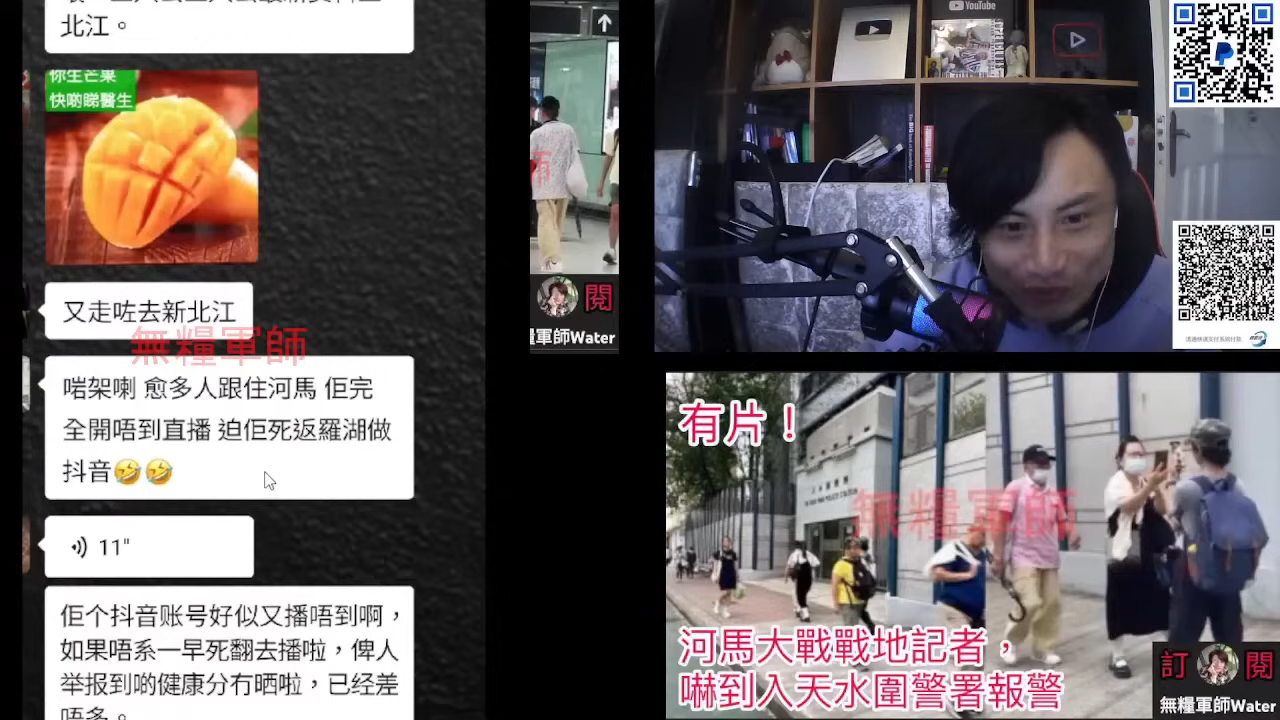 北江。
你生芒果
快啲睇醫生
又走咗去新北江
無糧軍師
啱架喇 愈多人跟住河馬 佢完
全開唔到直播 迫佢死返羅湖做
抖音🤣🤣
11"
佢个抖音账号好似又播唔到啊，
如果唔系一早死翻去播啦，俾人
举报到啲健康分冇晒啦，已经差
唔多。
師
閱
糧軍師Water
YouTube
有片！
無糧軍師
河馬大戰戰地記者，
嚇到入天水圍警署報警
訂
閱
無糧軍師Water